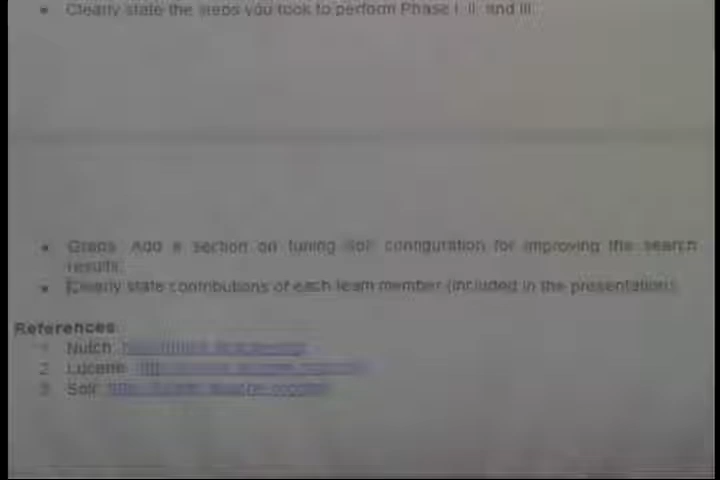 • Clearly state the steps you took to perform Phase I, II, and III.
• Grads: Add a section on tuning Solr configuration for improving the search
results.
• Clearly state contributions of each team member (included in the presentation).
References
1. Nutch:
2. Lucene:
3. Solr: